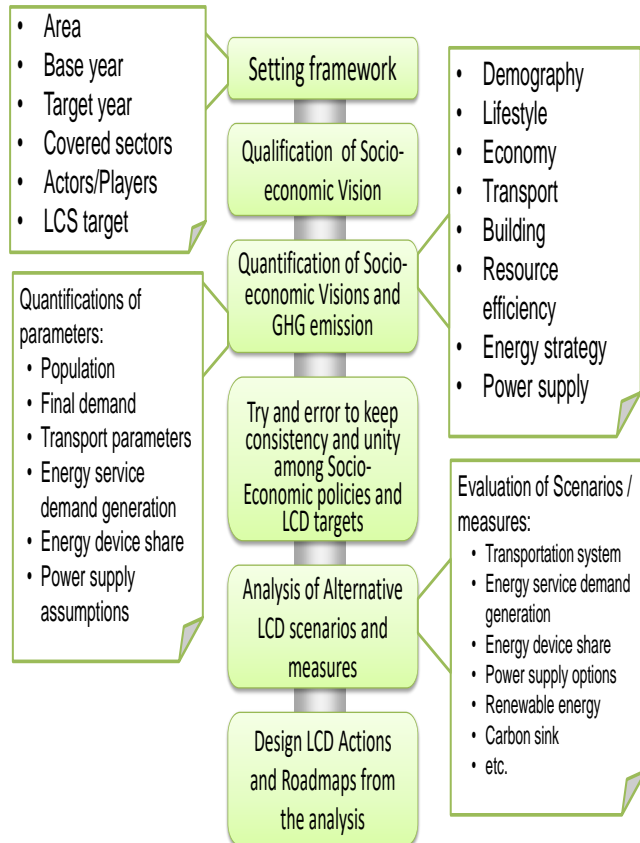 • Area
• Base year
• Target year
• Covered sectors
• Actors/Players
• LCS target
Setting framework
Qualification of Socio-
economic Vision
Quantification of Socio-
economic Visions and
GHG emission
• Demography
• Lifestyle
• Economy
• Transport
• Building
• Resource
efficiency
• Energy strategy
• Power supply
Quantifications of
parameters:
• Population
• Final demand
• Transport parameters
• Energy service
demand generation
• Energy device share
• Power supply
assumptions
Try and error to keep
consistency and unity
among Socio-
Economic policies and
LCD targets
Analysis of Alternative
LCD scenarios and
measures
Evaluation of Scenarios /
measures:
• Transportation system
• Energy service demand
generation
• Energy device share
• Power supply options
• Renewable energy
• Carbon sink
• etc.
Design LCD Actions
and Roadmaps from
the analysis